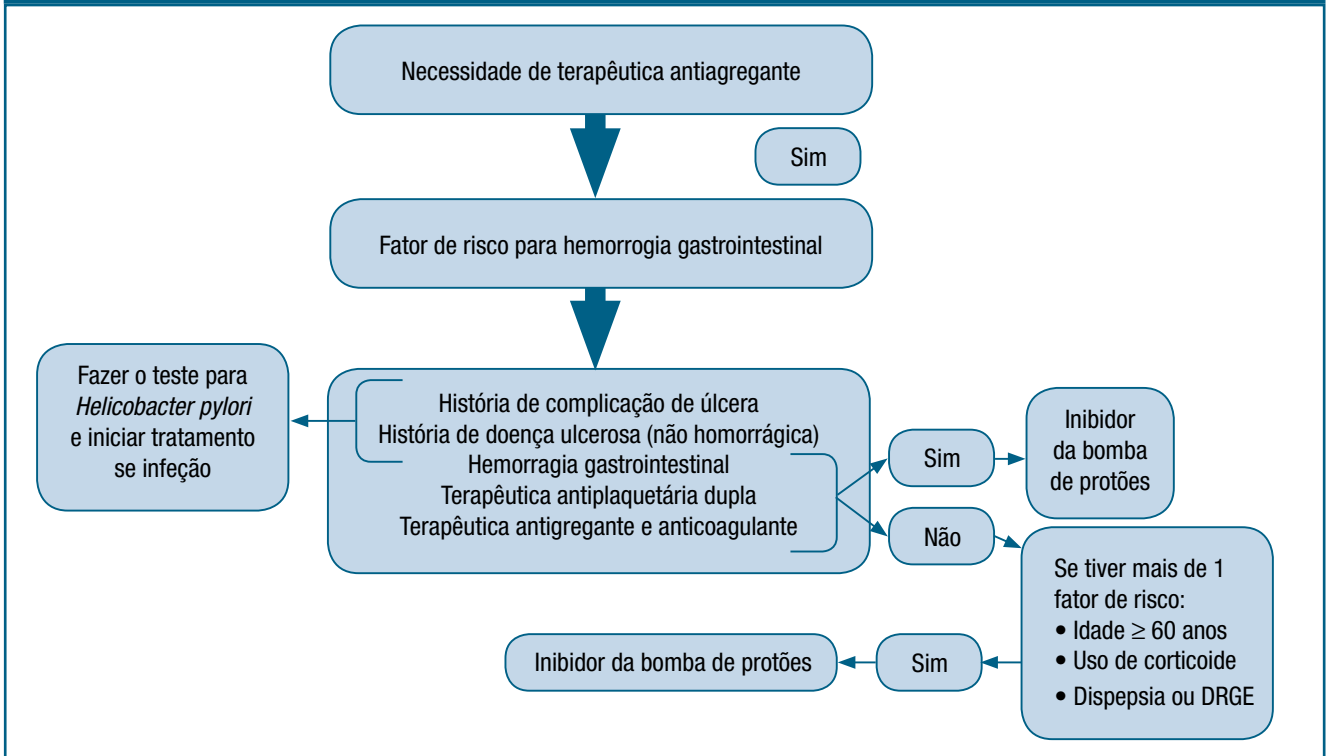 Necessidade de terapêutica antiagregante
Sim
Fator de risco para hemorrogia gastrointestinal
Fazer o teste para
Helicobacter pylori
e iniciar tratamento
se infeção
História de complicação de úlcera
História de doença ulcerosa (não homorrágica)
Hemorragia gastrointestinal
Terapêutica antiplaquetária dupla
Terapêutica antigregante e anticoagulante
Sim
Inibidor
da bomba
de protões
Não
Se tiver mais de 1
fator de risco:
• Idade ≥ 60 anos
• Uso de corticoide
• Dispepsia ou DRGE
Sim
Inibidor da bomba de protões